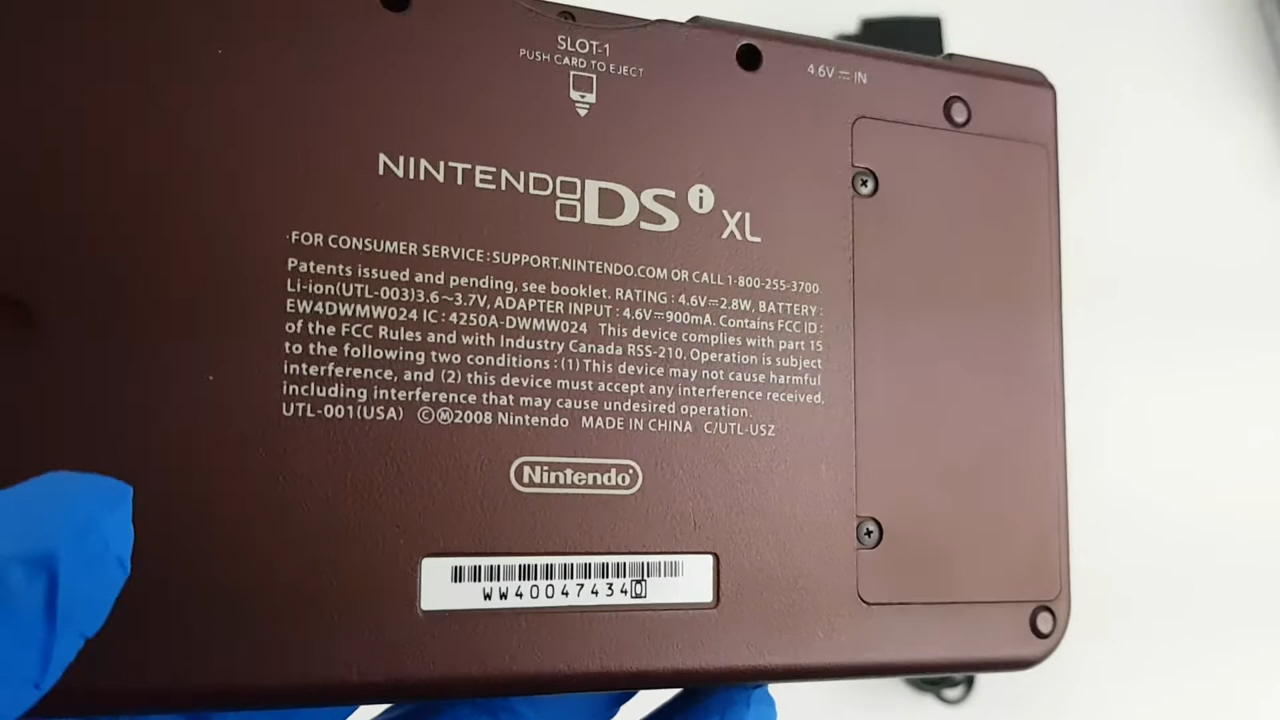 SLOT-1
PUSH CARD TO EJECT
4.6V ⎓ IN
NINTENDO DSi XL
·FOR CONSUMER SERVICE:SUPPORT.NINTENDO.COM OR CALL 1-800-255-3700.
Patents issued and pending, see booklet. RATING : 4.6V⎓2.8W, BATTERY :
Li-ion(UTL-003)3.6~3.7V, ADAPTER INPUT : 4.6V⎓900mA. Contains FCC ID :
EW4DWMW024 IC : 4250A-DWMW024 This device complies with part 15
of the FCC Rules and with Industry Canada RSS-210. Operation is subject
to the following two conditions : (1) This device may not cause harmful
interference, and (2) this device must accept any interference received,
including interference that may cause undesired operation.
UTL-001(USA) ©Ⓜ2008 Nintendo MADE IN CHINA C/UTL-USZ
Nintendo
WW400474340